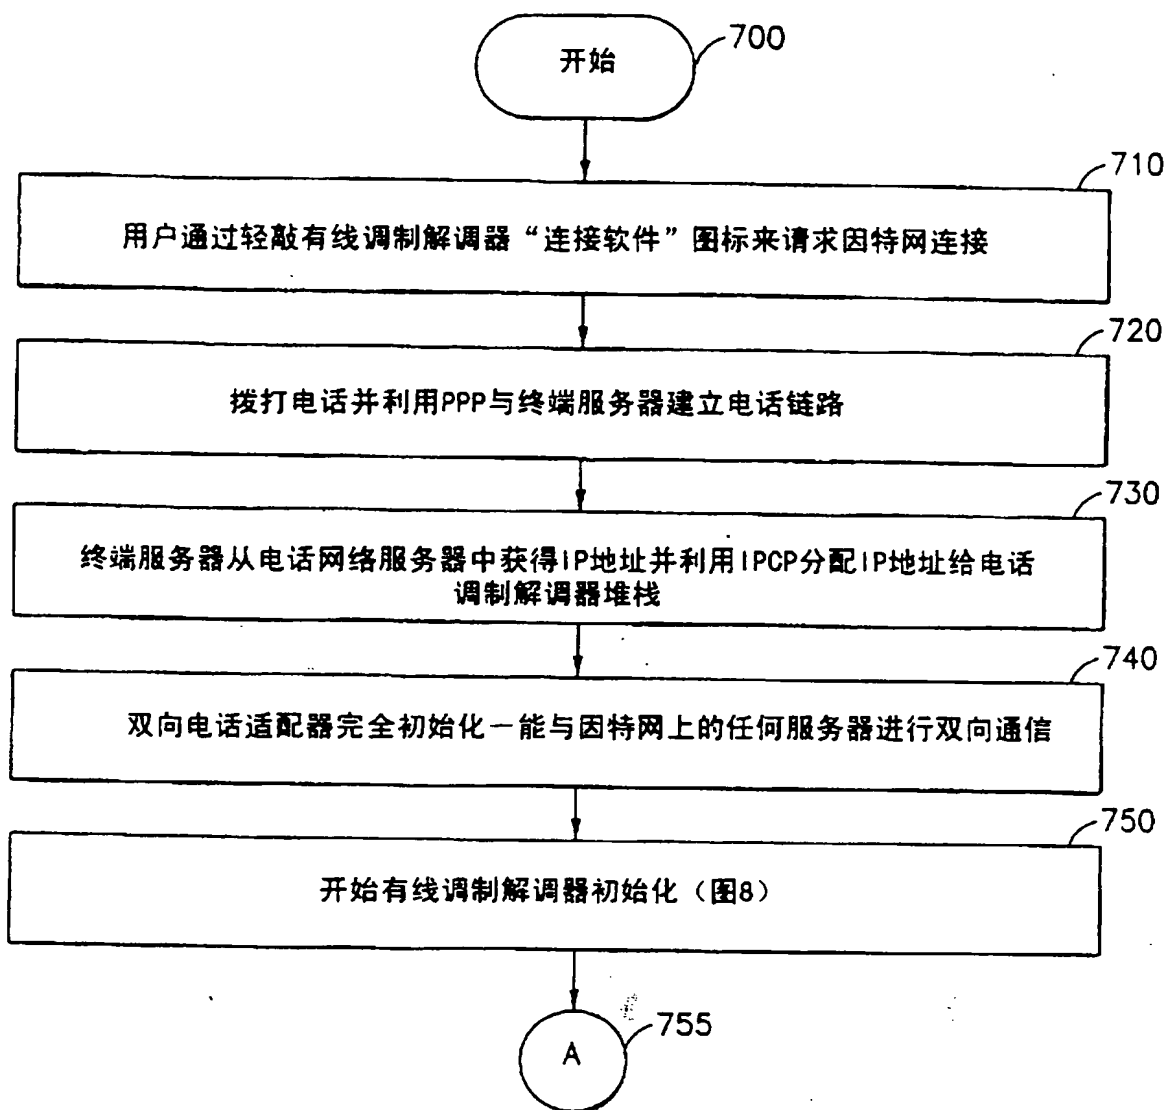 开始
700
710
用户通过轻敲有线调制解调器“连接软件”图标来请求因特网连接
720
拨打电话并利用PPP与终端服务器建立电话链路
730
终端服务器从电话网络服务器中获得IP地址并利用IPCP分配IP地址给电话
调制解调器堆栈
740
双向电话适配器完全初始化—能与因特网上的任何服务器进行双向通信
750
开始有线调制解调器初始化（图8）
755
A